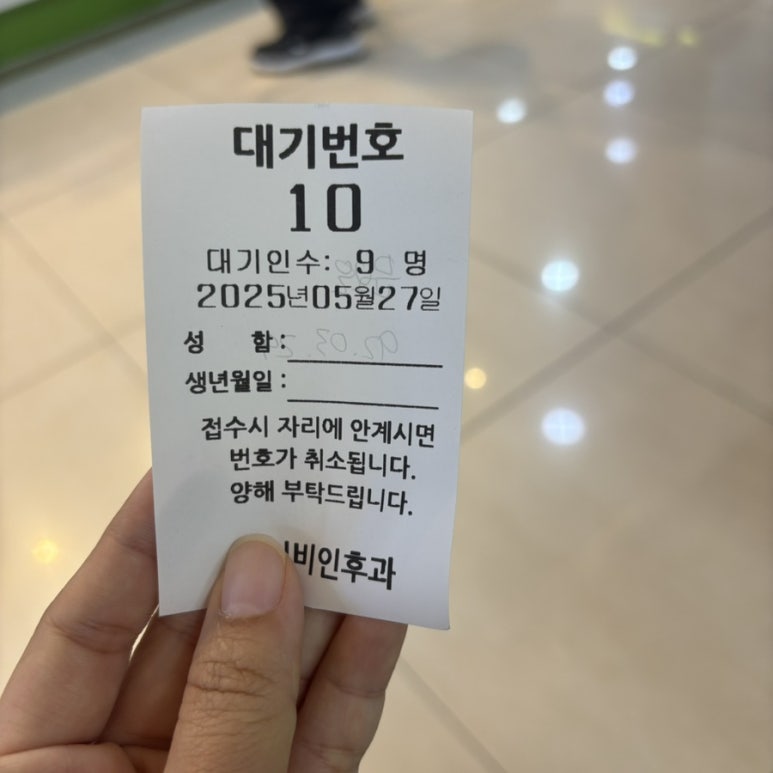 대기번호
10
대기인수: 9 명
2025년05월27일
성 함:
생년월일:
접수시 자리에 안계시면
번호가 취소됩니다.
양해 부탁드립니다.
비인후과